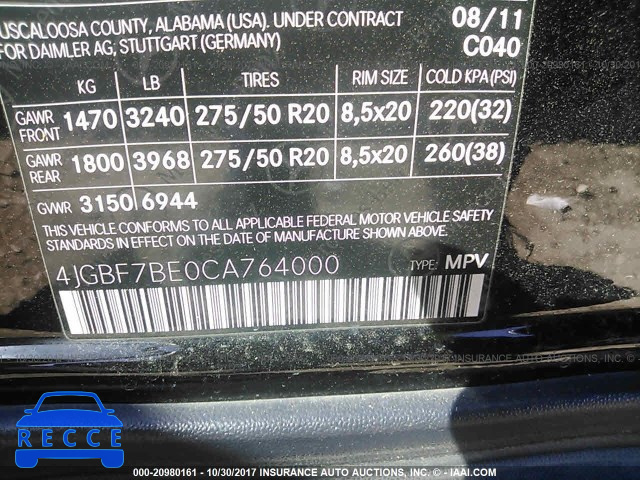 USCALOOSA COUNTY, ALABAMA (USA). UNDER CONTRACT 08/11
FOR DAIMLER AG, STUTTGART (GERMANY) C040
KG LB TIRES RIM SIZE COLD KPA (PSI)
GAWR FRONT 1470 3240 275/50 R20 8,5x20 220(32)
GAWR REAR 1800 3968 275/50 R20 8,5x20 260(38)
GVWR 3150 6944
THIS VEHICLE CONFORMS TO ALL APPLICABLE FEDERAL MOTOR VEHICLE SAFETY
STANDARDS IN EFFECT ON THE DATE OF MANUFACTURE SHOWN ABOVE.
4JGBF7BE0CA764000 TYPE: MPV
RECCE
000-20980161 - 10/30/2017 INSURANCE AUTO AUCTIONS, INC. - © IAAI.COM